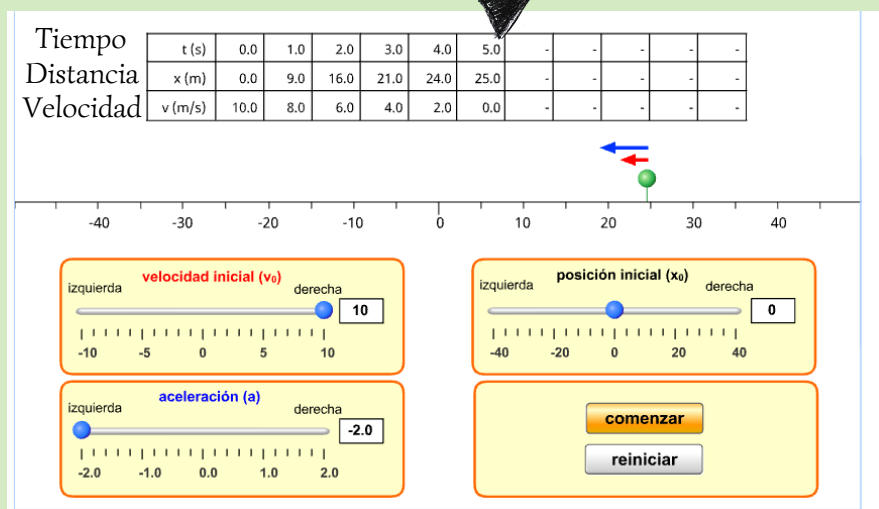 Tiempo
Distancia
Velocidad
t (s) 0.0 1.0 2.0 3.0 4.0 5.0 - - - - -
x (m) 0.0 9.0 16.0 21.0 24.0 25.0 - - - - -
v (m/s) 10.0 8.0 6.0 4.0 2.0 0.0 - - - - -
-40 -30 -20 -10 0 10 20 30 40
velocidad inicial (v₀)
izquierda derecha
10
-10 -5 0 5 10
posición inicial (x₀)
izquierda derecha
0
-40 -20 0 20 40
aceleración (a)
izquierda derecha
-2.0
-2.0 -1.0 0.0 1.0 2.0
comenzar
reiniciar